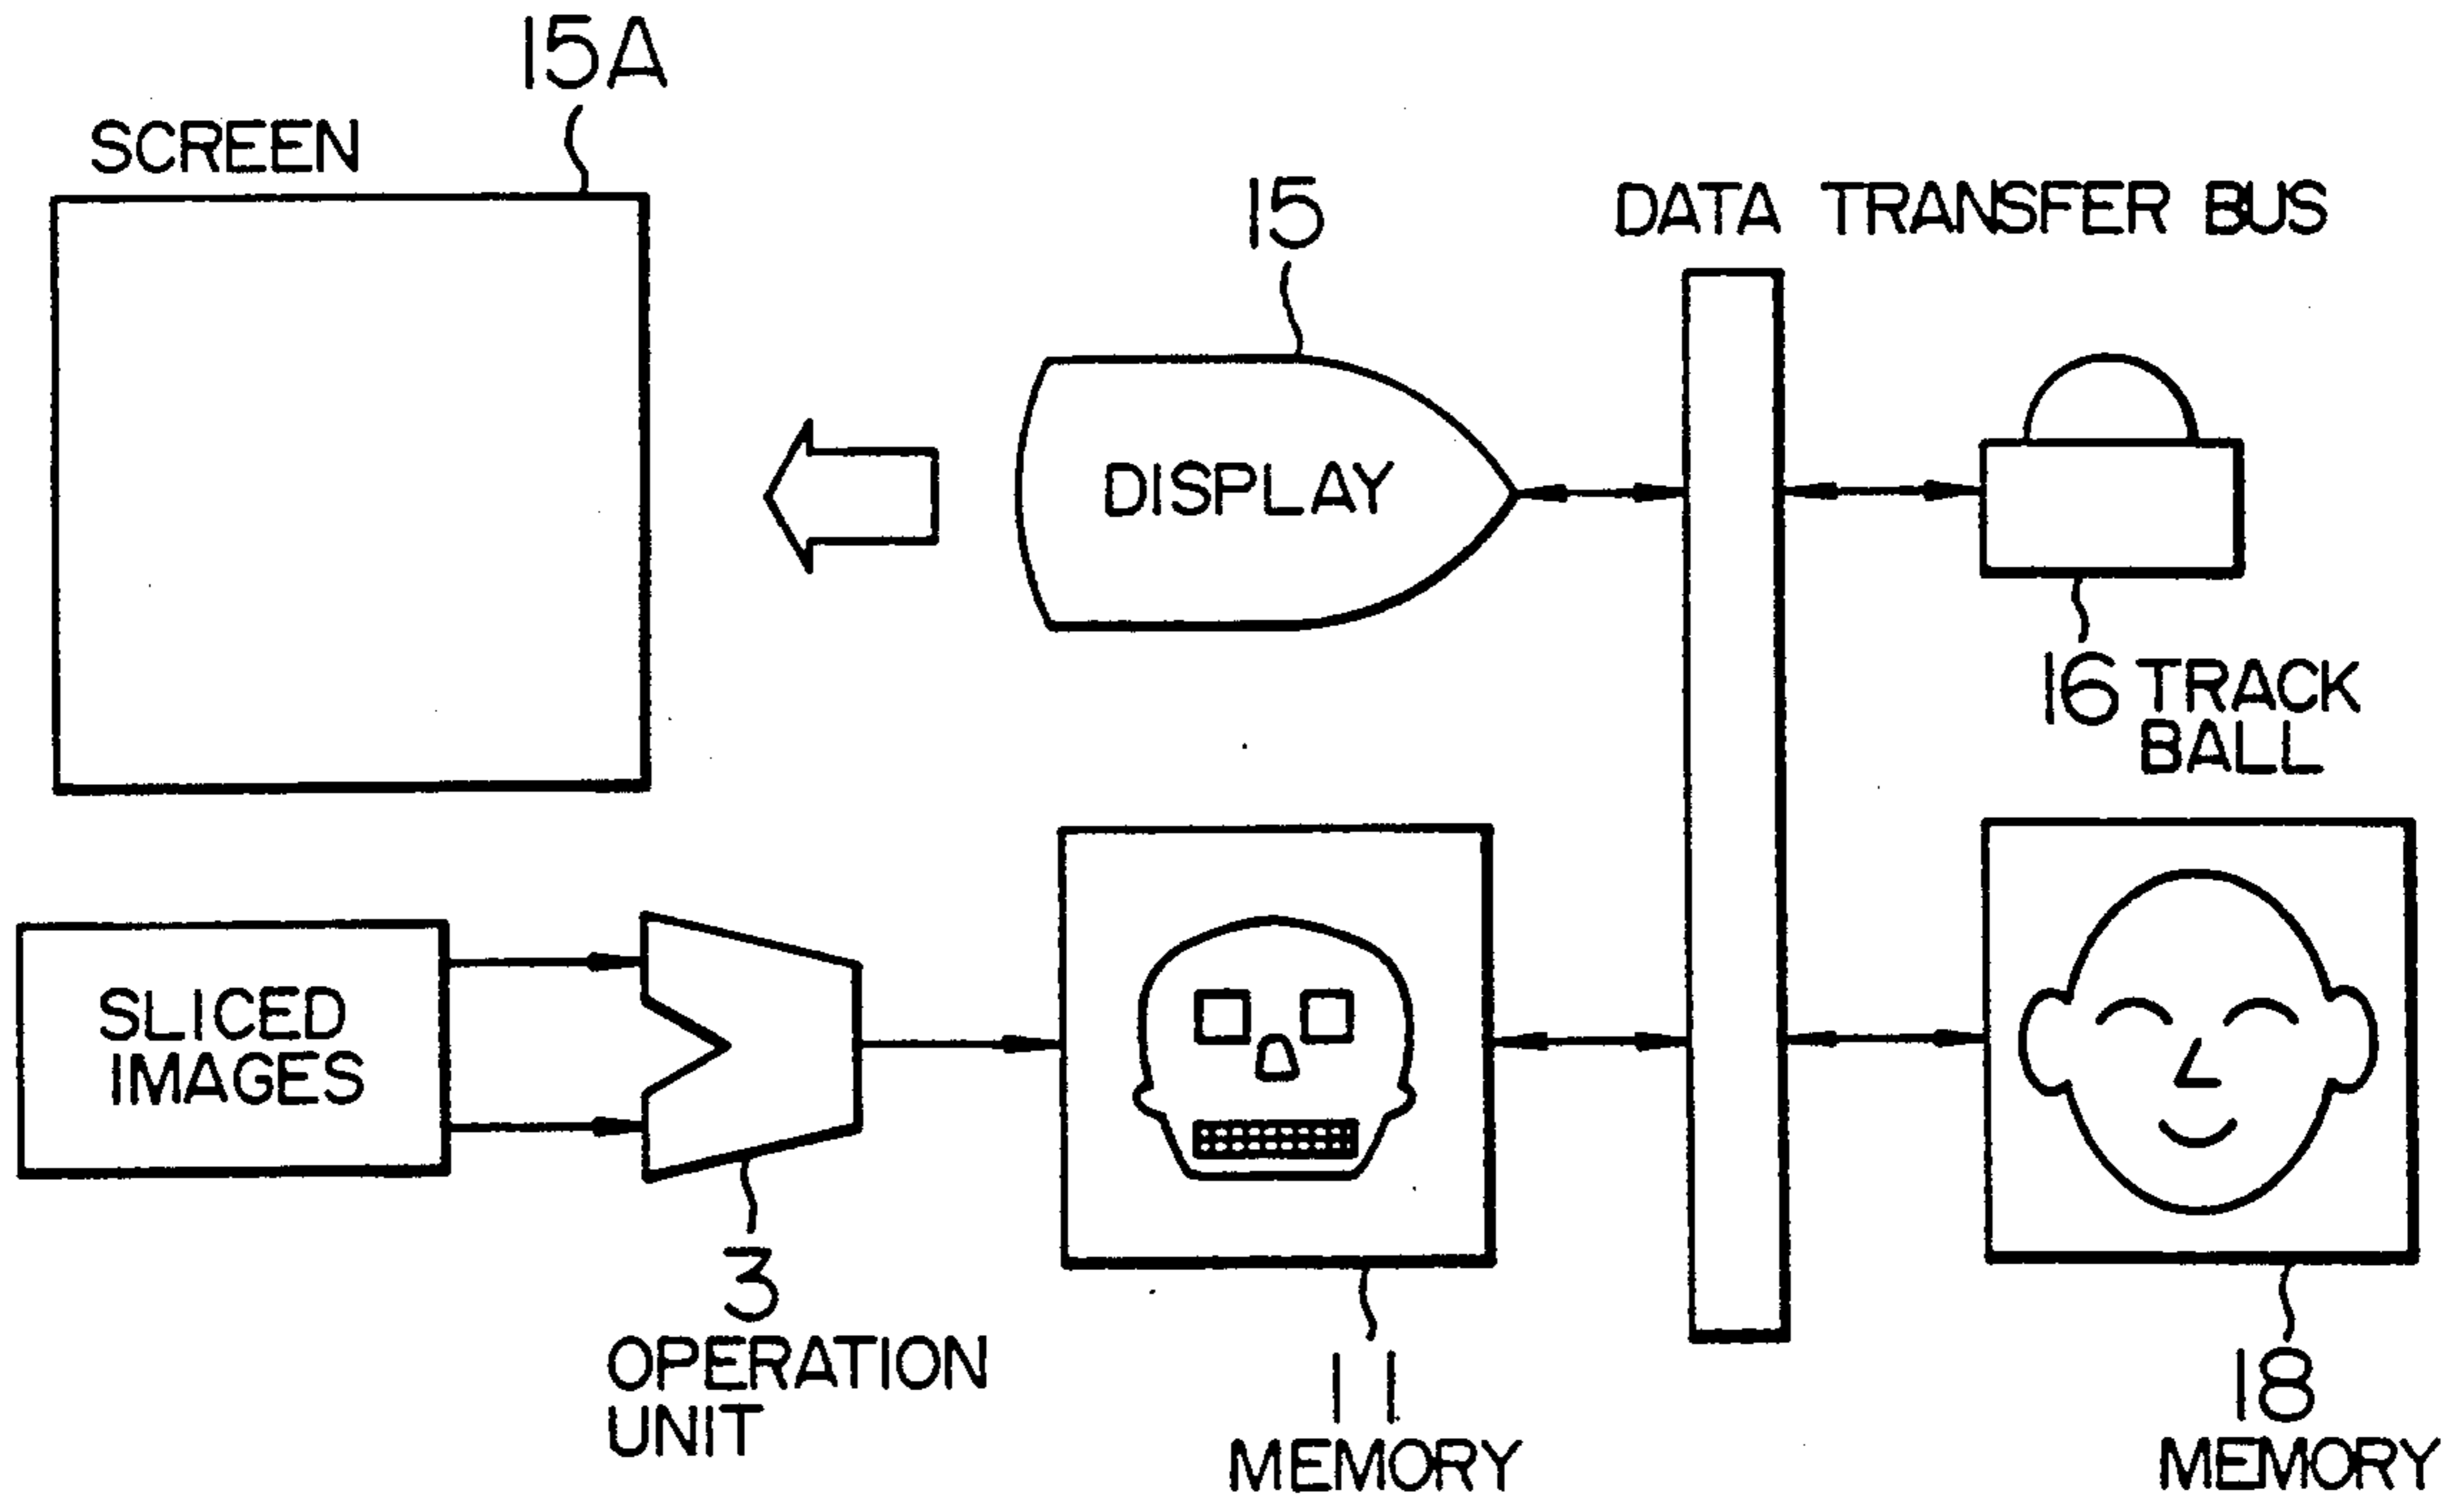 15A
SCREEN
15
DATA TRANSFER BUS
DISPLAY
16 TRACK
BALL
SLICED
IMAGES
3
OPERATION
UNIT
11
MEMORY
18
MEMORY